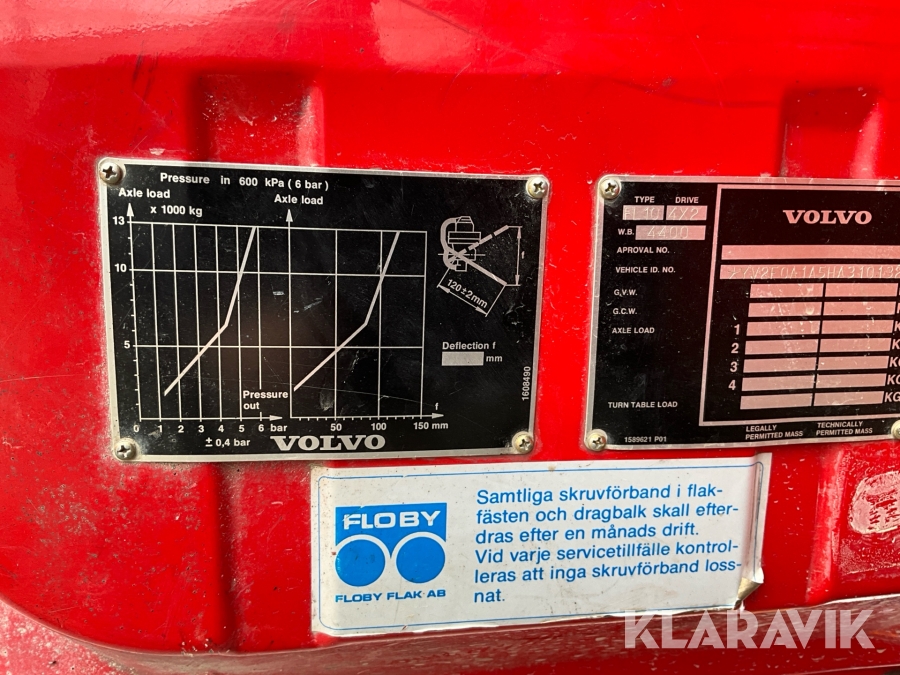 Pressure in 600 kPa ( 6 bar )
Axle load
Axle load
x 1000 kg
13
10
5
120±2mm
f
Deflection f
mm
Pressure
out
f
0 1 2 3 4 5 6 bar
50 100 150 mm
± 0,4 bar
VOLVO
1608490
TYPE DRIVE
FL10 4X2
VOLVO
W.B. 4400
APROVAL NO.
VEHICLE ID. NO.
G.V.W.
G.C.W.
AXLE LOAD
1
2
3
4
KG
TURN TABLE LOAD
LEGALLY
PERMITTED MASS
TECHNICALLY
PERMITTED MASS
1589621 P01
FLOBY
FLOBY FLAK AB
Samtliga skruvförband i flak-
fästen och dragbalk skall efter-
dras efter en månads drift.
Vid varje servicetillfälle kontrol-
leras att inga skruvförband loss-
nat.
KLARAVIK